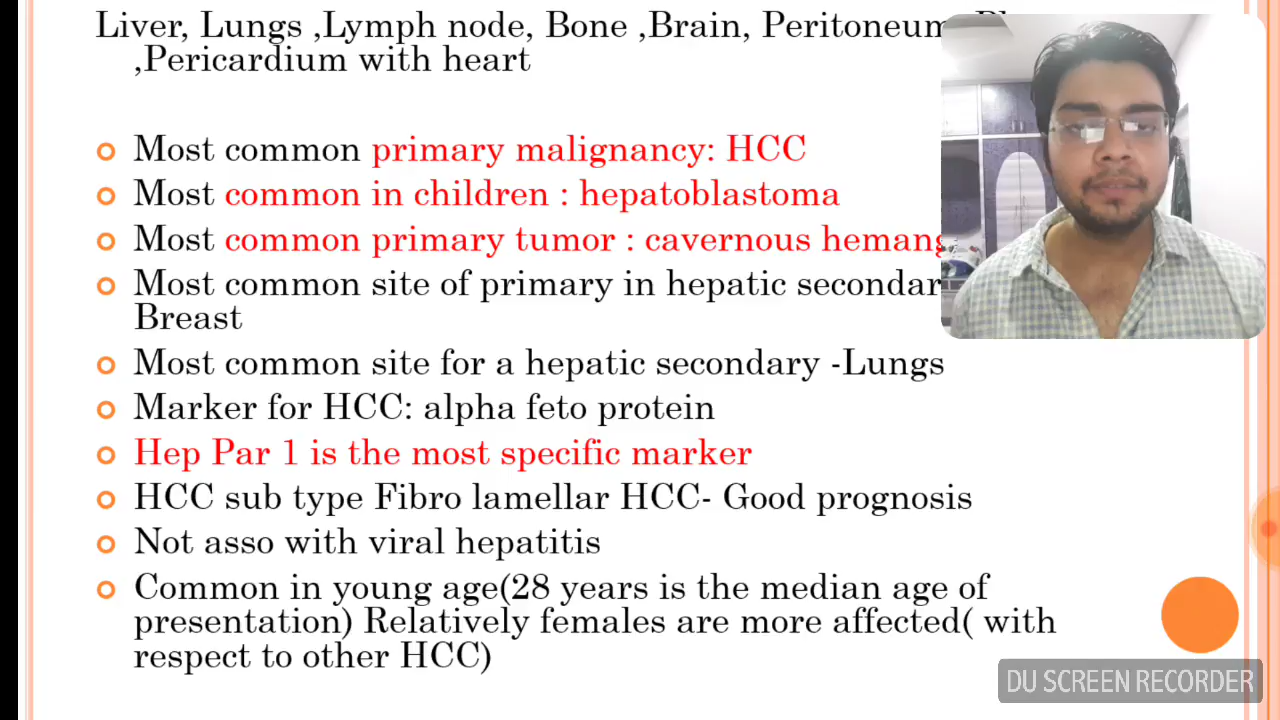 Liver, Lungs ,Lymph node, Bone ,Brain, Peritoneum
,Pericardium with heart
Most common primary malignancy: HCC
Most common in children : hepatoblastoma
Most common primary tumor : cavernous
Most common site of primary in hepatic
Breast
Most common site for a hepatic secondary -Lungs
Marker for HCC: alpha feto protein
Hep Par 1 is the most specific marker
HCC sub type Fibro lamellar HCC- Good prognosis
Not asso with viral hepatitis
Common in young age(28 years is the median age of
presentation) Relatively females are more affected( with
respect to other HCC)
DU SCREEN RECORDER